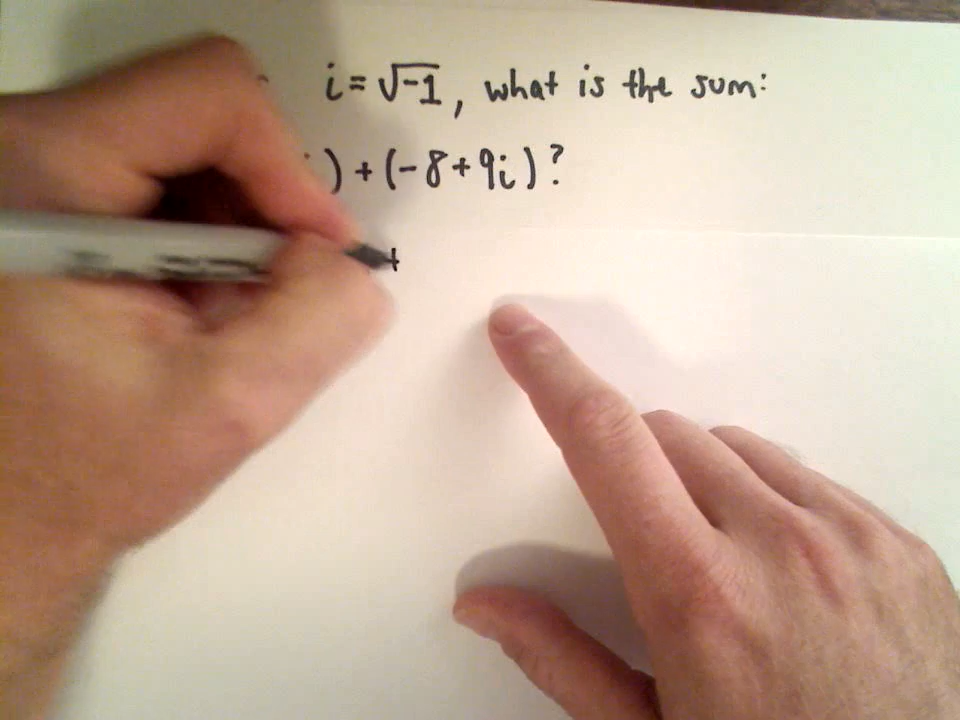 i = √-1, what is the sum:
) + (-8 + 9i)?
+